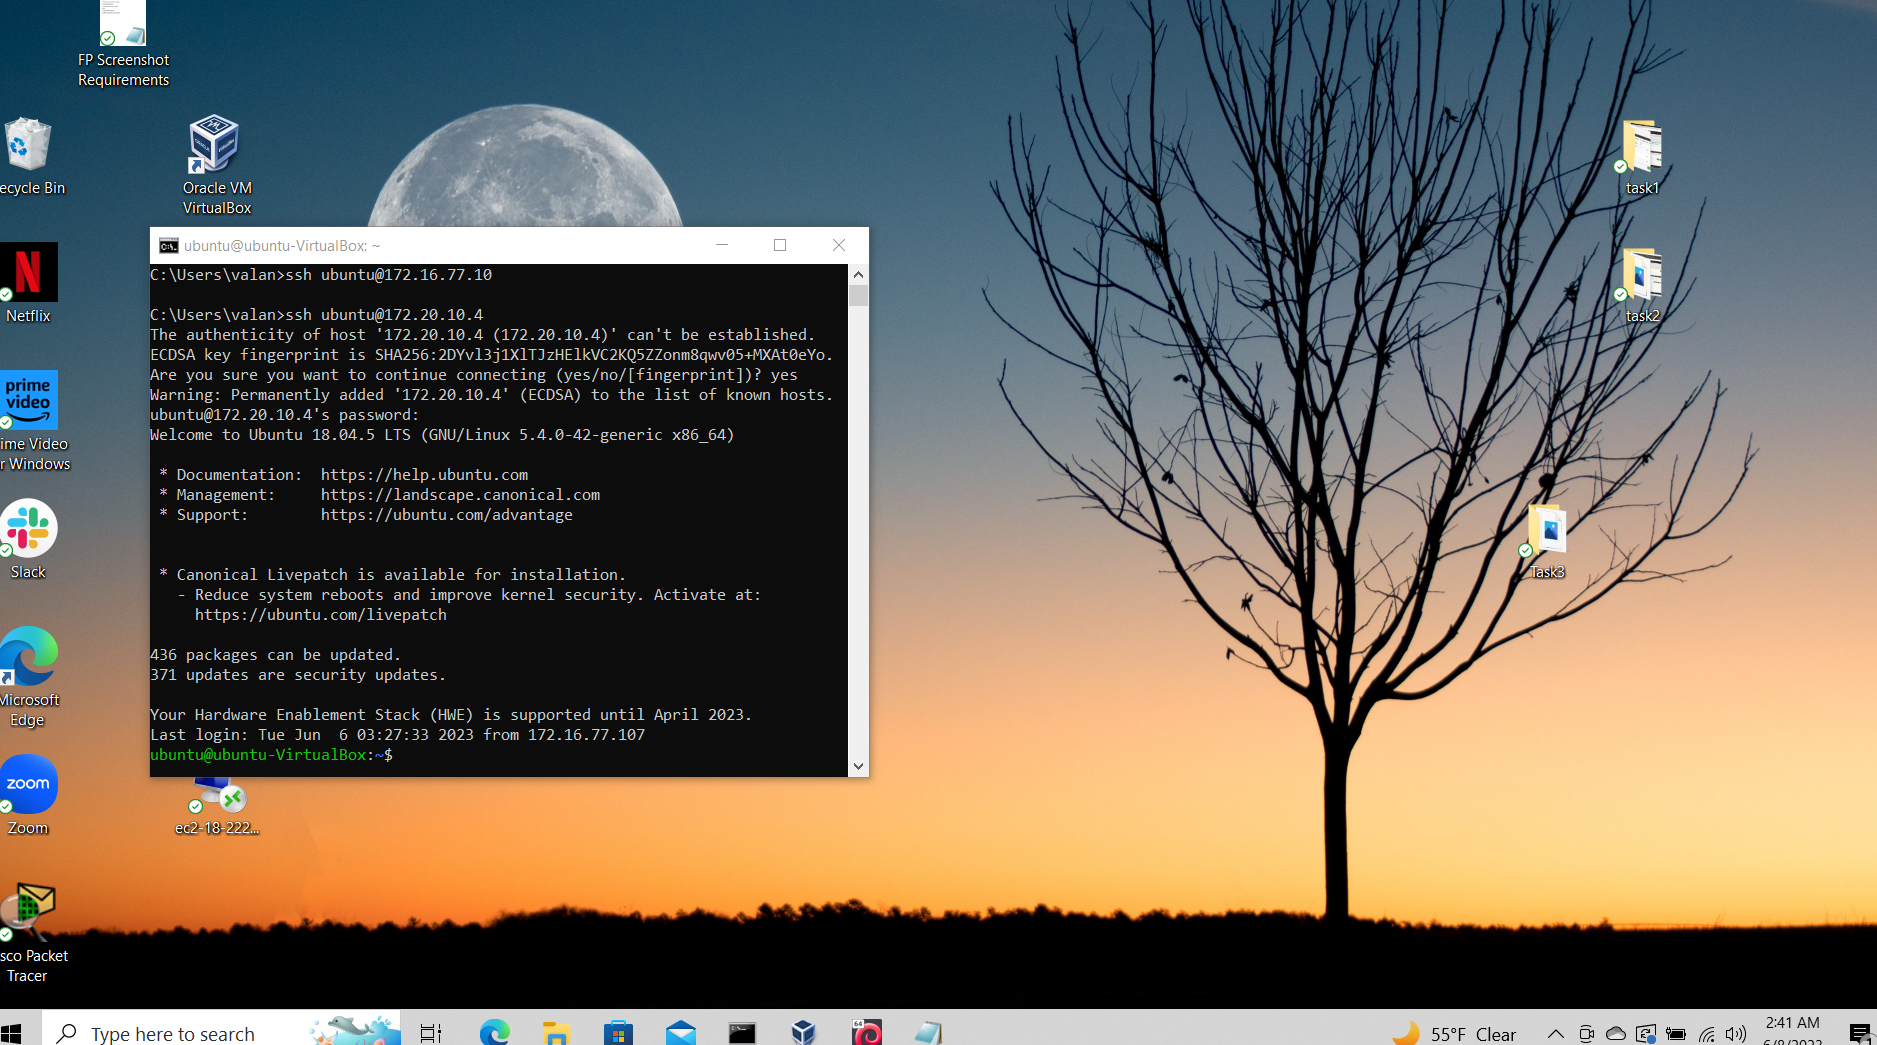 FP Screenshot
Requirements
ecycle Bin
Oracle VM
VirtualBox
task1
Netflix
task2
prime
video
ime Video
r Windows
Slack
Task3
Microsoft
Edge
zoom
Zoom
ec2-18-222...
sco Packet
Tracer
ubuntu@ubuntu-VirtualBox: ~
C:\Users\valan>ssh ubuntu@172.16.77.10
C:\Users\valan>ssh ubuntu@172.20.10.4
The authenticity of host '172.20.10.4 (172.20.10.4)' can't be established.
ECDSA key fingerprint is SHA256:2DYvl3j1XlTJzHElkVC2KQ5ZZonm8qwv05+MXAt0eYo.
Are you sure you want to continue connecting (yes/no/[fingerprint])? yes
Warning: Permanently added '172.20.10.4' (ECDSA) to the list of known hosts.
ubuntu@172.20.10.4's password:
Welcome to Ubuntu 18.04.5 LTS (GNU/Linux 5.4.0-42-generic x86_64)
* Documentation:  https://help.ubuntu.com
* Management:     https://landscape.canonical.com
* Support:        https://ubuntu.com/advantage
* Canonical Livepatch is available for installation.
- Reduce system reboots and improve kernel security. Activate at:
https://ubuntu.com/livepatch
436 packages can be updated.
371 updates are security updates.
Your Hardware Enablement Stack (HWE) is supported until April 2023.
Last login: Tue Jun  6 03:27:33 2023 from 172.16.77.107
ubuntu@ubuntu-VirtualBox:~$
Type here to search
64
55°F Clear
2:41 AM
6/8/2023